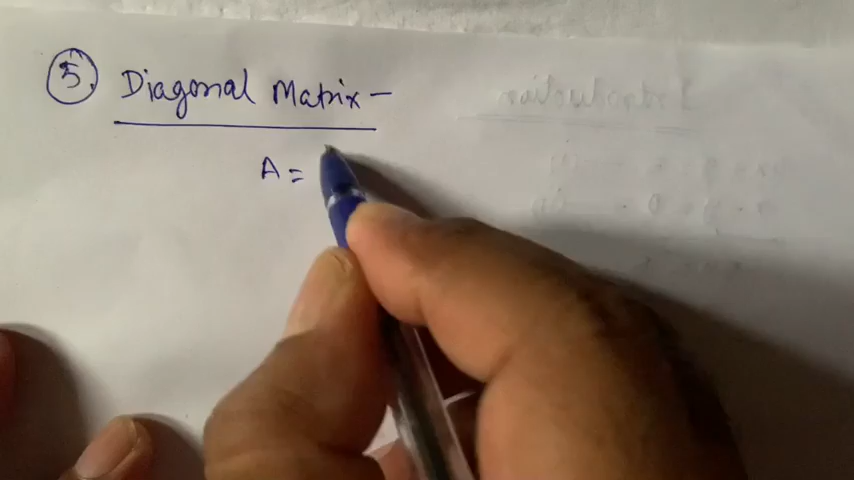 5. Diagonal Matrix -
A =